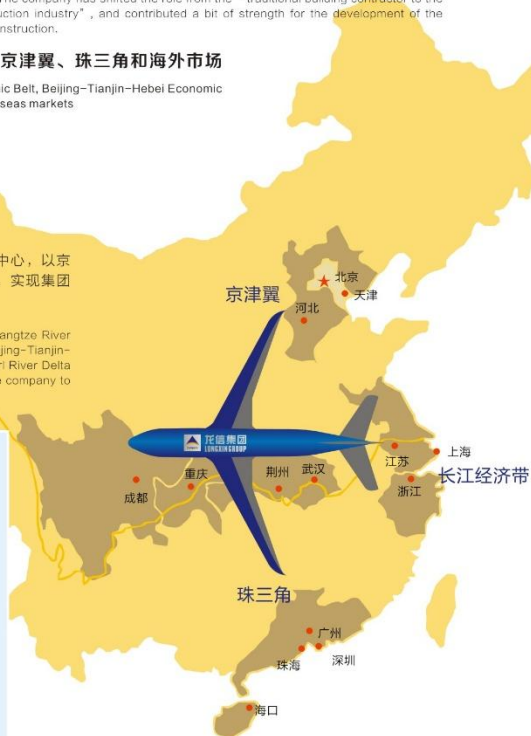 The company has shifted the role from the "traditional building contractor to the
uction industry", and contributed a bit of strength for the development of the
onstruction.
京津翼、珠三角和海外市场
ic Belt, Beijing-Tianjin-Hebei Economic
seas markets
中心，以京
实现集团
angtze River
jing-Tianjin-
rl River Delta
e company to
北京
天津
京津翼
河北
龙信集团
LONGXIN GROUP
成都
重庆
荆州
武汉
江苏
上海
浙江
长江经济带
珠三角
广州
珠海
深圳
海口